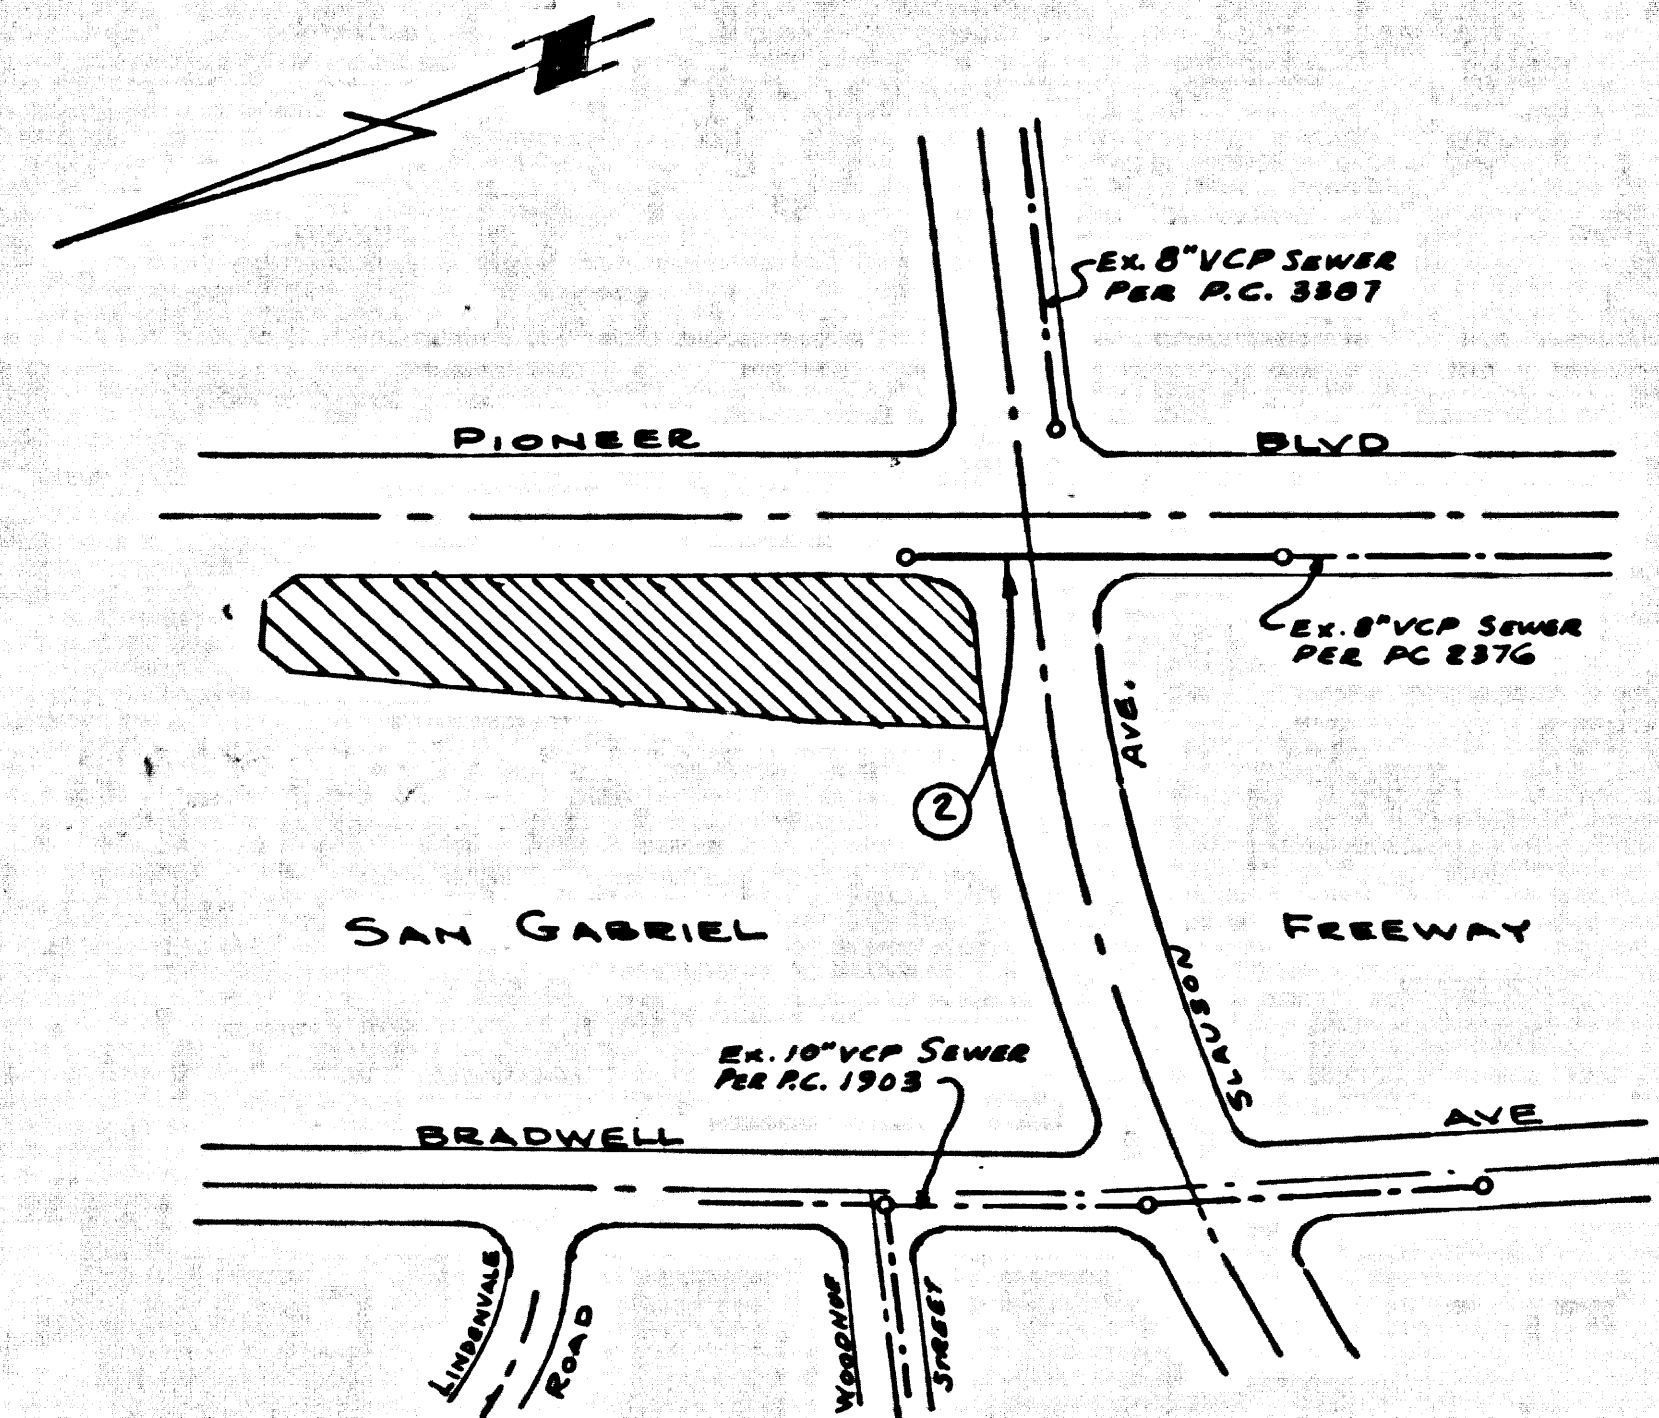 Ex. 8" VCP SEWER
PER P.C. 3387
PIONEER BLVD
Ex. 8" VCP SEWER
PER PC 2376
AVE.
2
SAN GABRIEL FREEWAY
SLAUSON
Ex. 10" VCP SEWER
PER P.C. 1903
BRADWELL AVE
LINDENVALE
ROAD
STREET